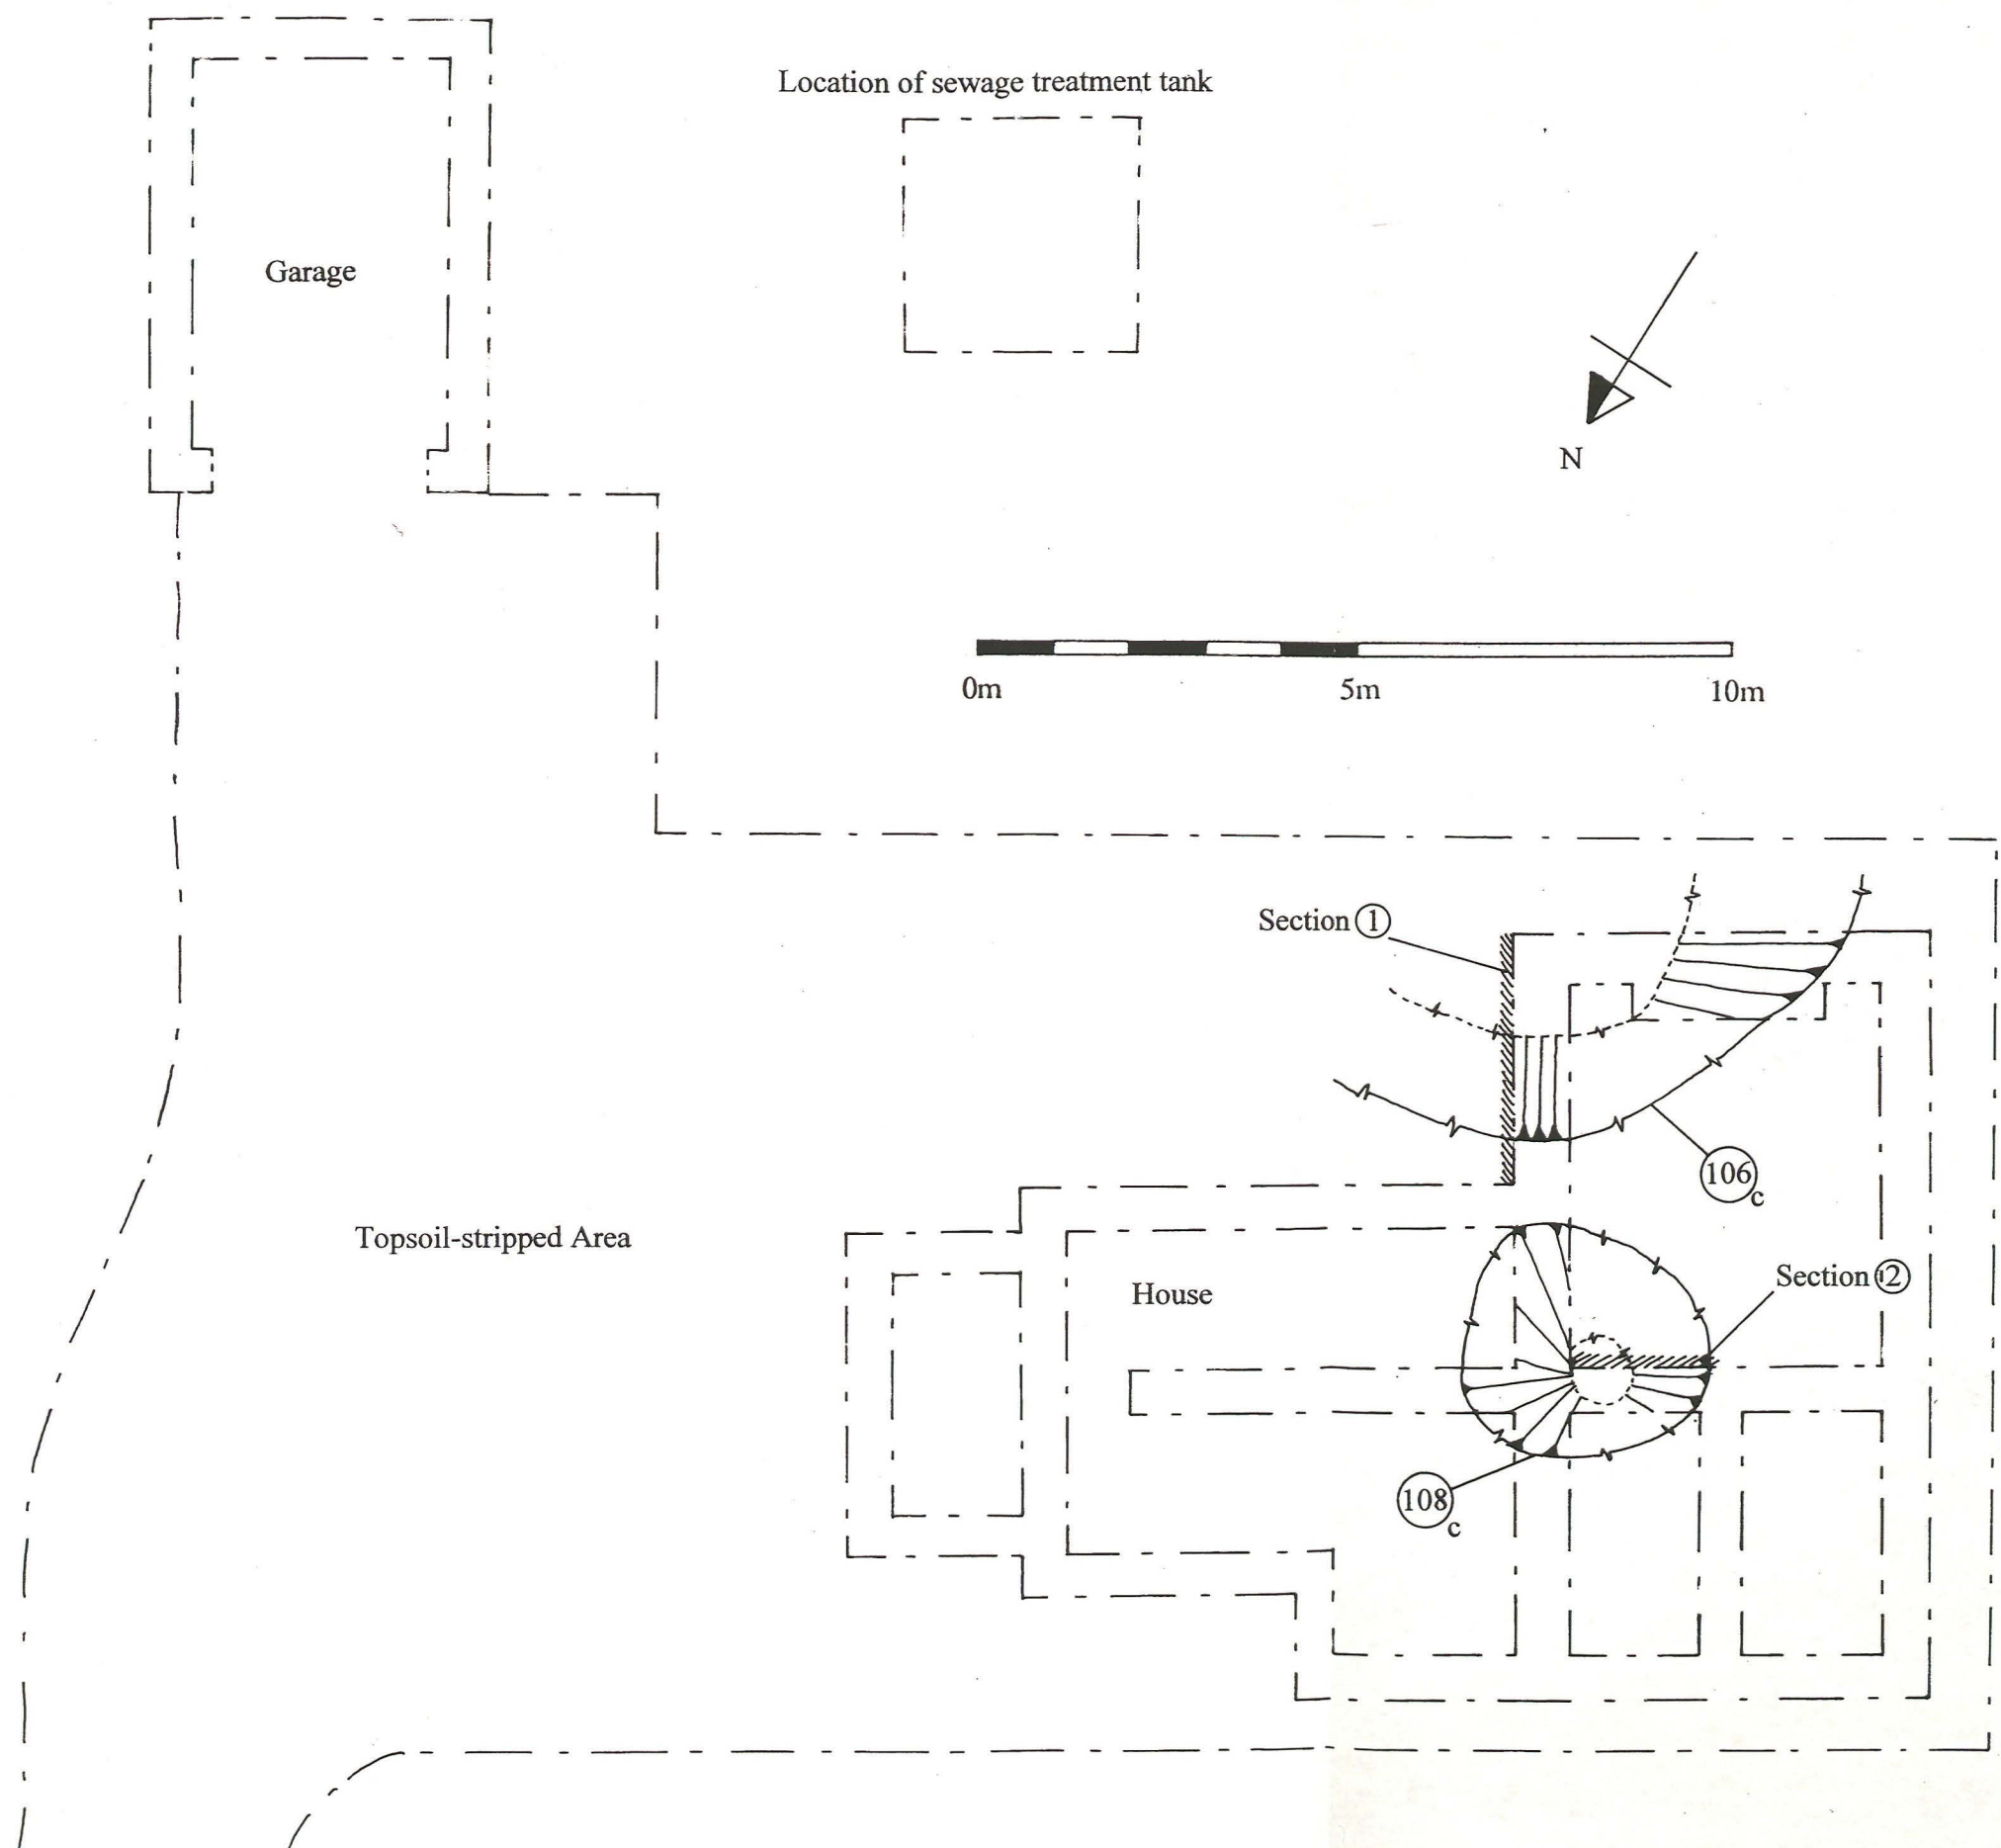 Location of sewage treatment tank
Garage
N
0m 5m 10m
Section 1
106
c
Topsoil-stripped Area
Section 2
House
108
c